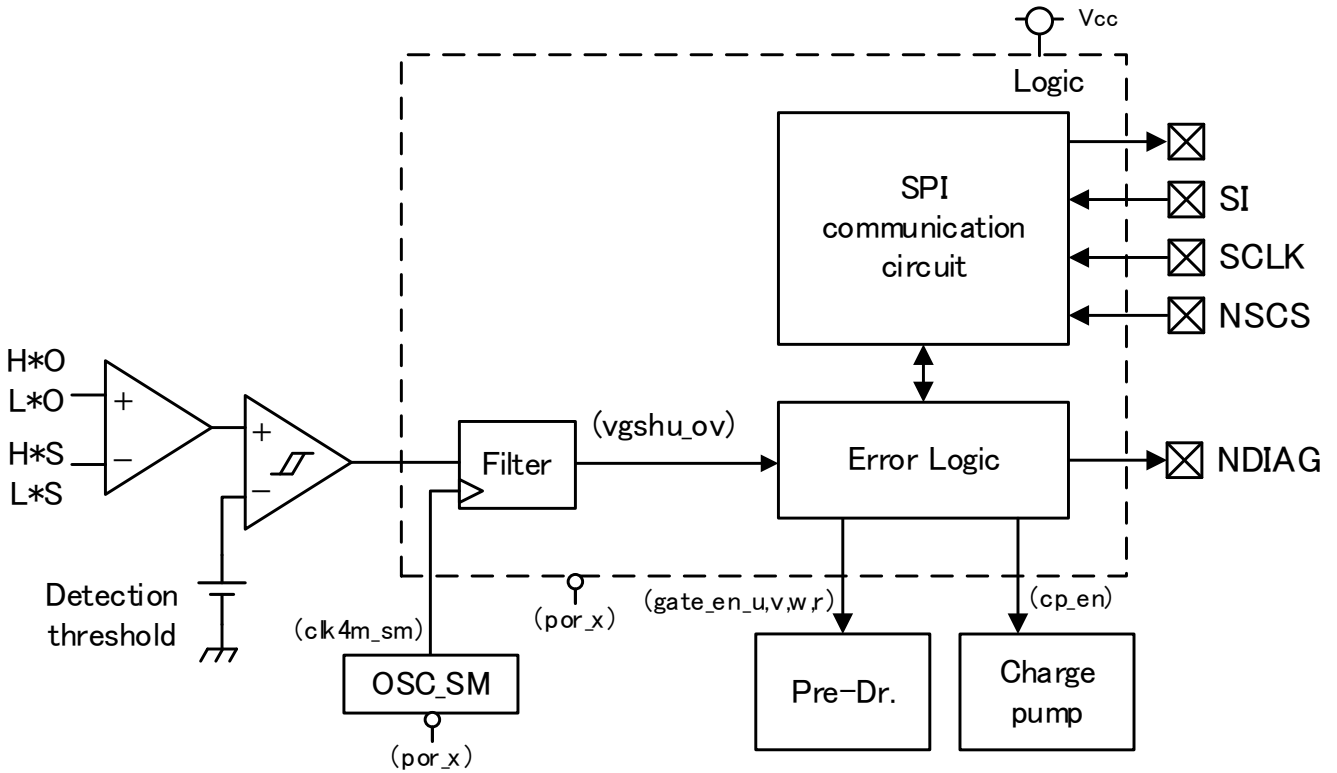 Vcc
Logic
SPI
communication
circuit
SI
SCLK
NSCS
H*O
L*O
H*S
L*S
+
−
+
−
Filter
(vgshu_ov)
Error Logic
NDIAG
Detection
threshold
(clk4m_sm)
(por_x)
(gate_en_u,v,w,r)
(cp_en)
OSC_SM
(por_x)
Pre-Dr.
Charge
pump